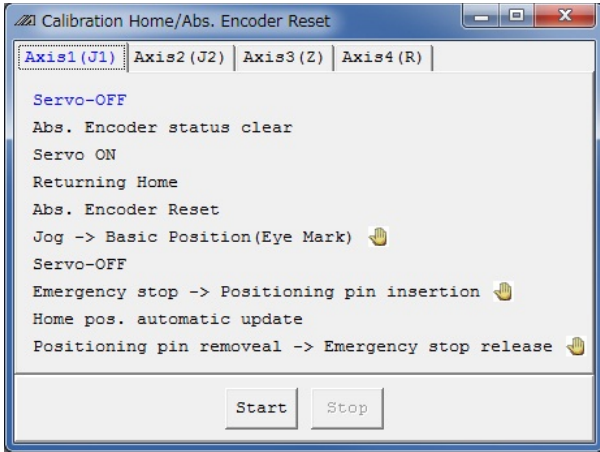 Calibration Home/Abs. Encoder Reset
Axis1(J1) Axis2(J2) Axis3(Z) Axis4(R)
Servo-OFF
Abs. Encoder status clear
Servo ON
Returning Home
Abs. Encoder Reset
Jog -> Basic Position(Eye Mark)
Servo-OFF
Emergency stop -> Positioning pin insertion
Home pos. automatic update
Positioning pin removeal -> Emergency stop release
Start Stop